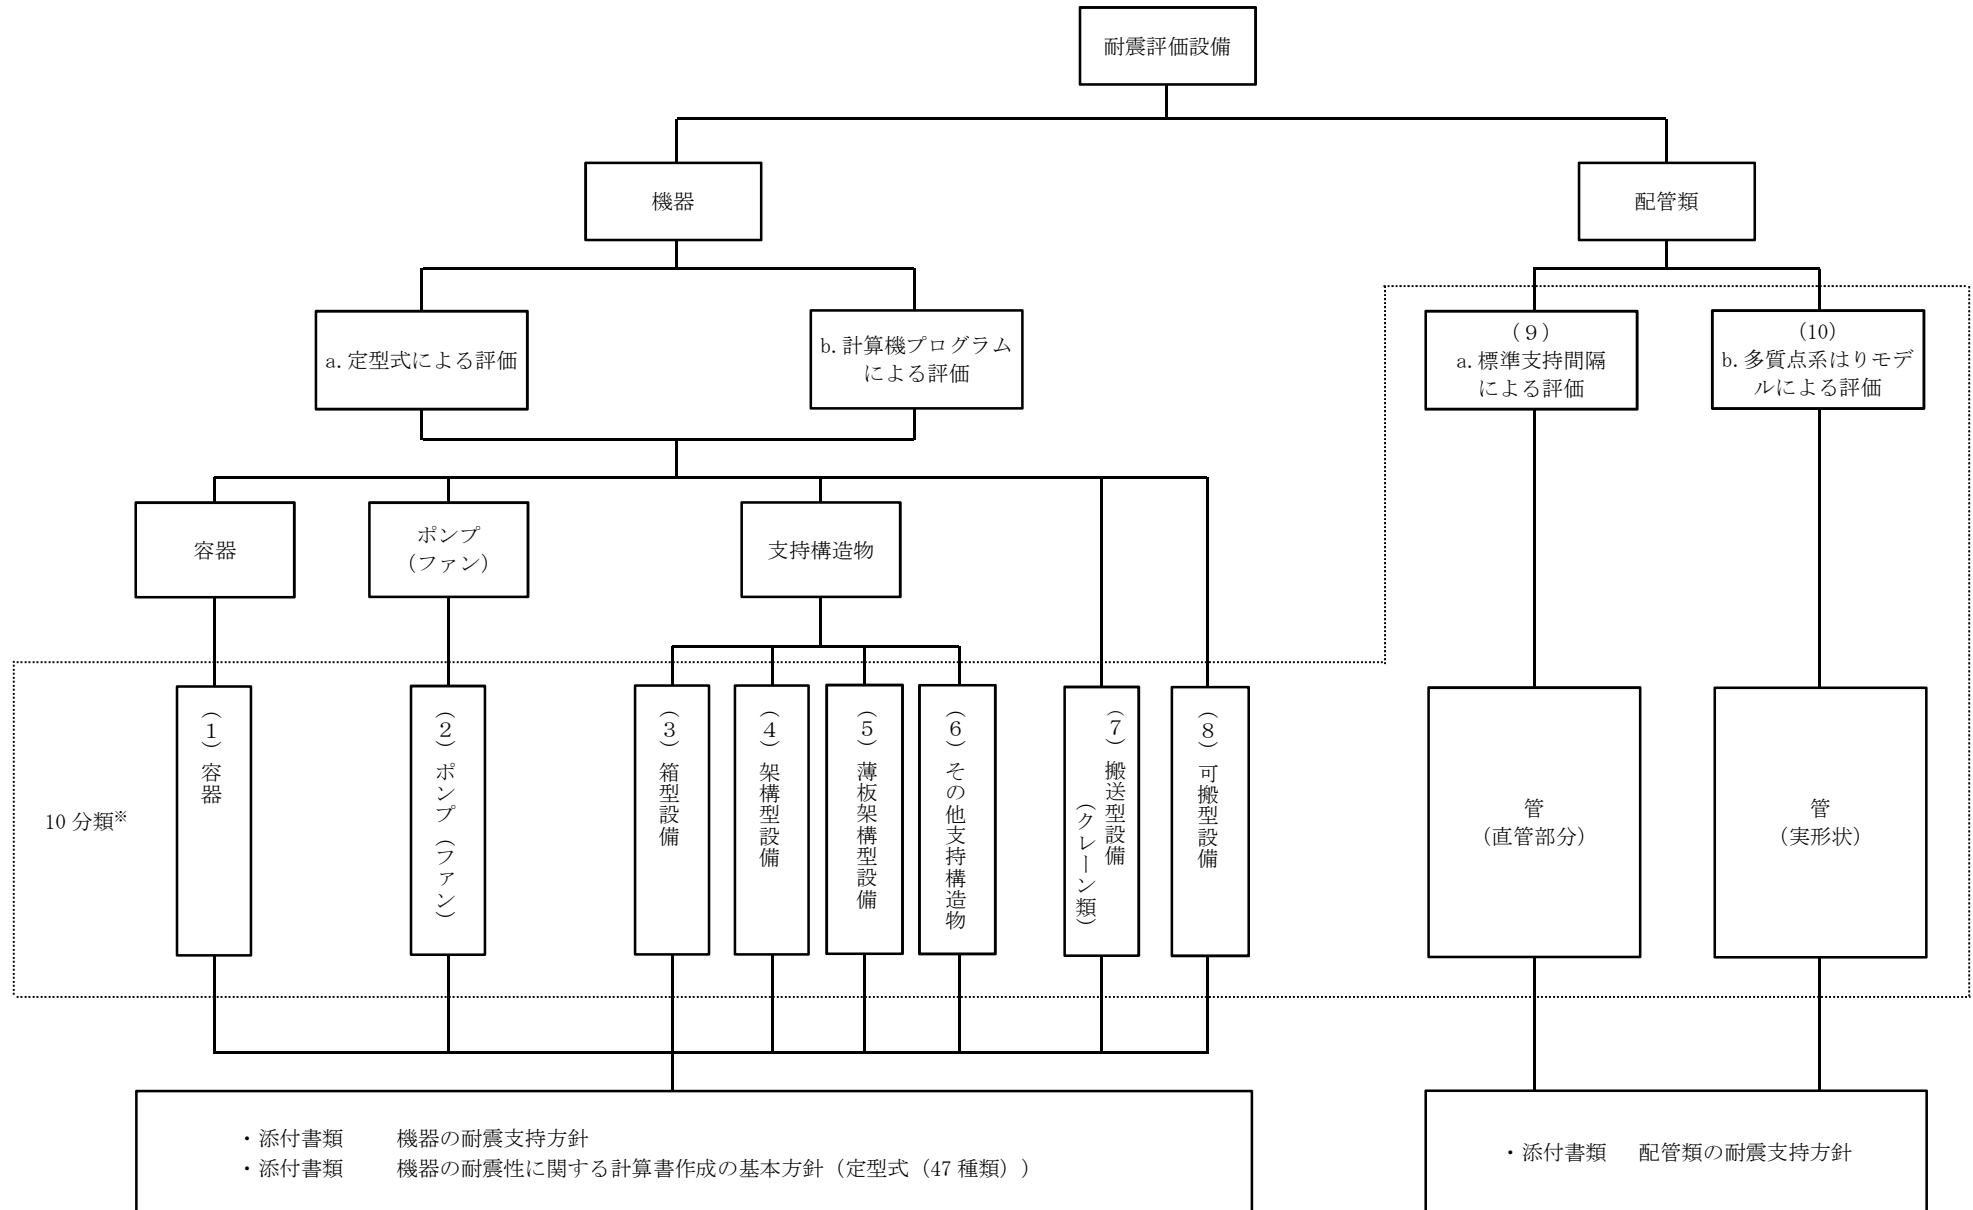 耐震評価設備
機器
配管類
a.定型式による評価
b.計算機プログラム
による評価
(９)
a.標準支持間隔
による評価
(10)
b.多質点系はりモデ
ルによる評価
容器
ポンプ
(ファン)
支持構造物
10 分類※
(１) 容器
(２) ポンプ (ファン)
(３) 箱型設備
(４) 架構型設備
(５) 薄板架構型設備
(６) その他支持構造物
(７) 搬送型設備
(クレーン類)
(８) 可搬型設備
管
(直管部分)
管
(実形状)
・添付書類　機器の耐震支持方針
・添付書類　機器の耐震性に関する計算書作成の基本方針（定型式（47 種類））
・添付書類　配管類の耐震支持方針